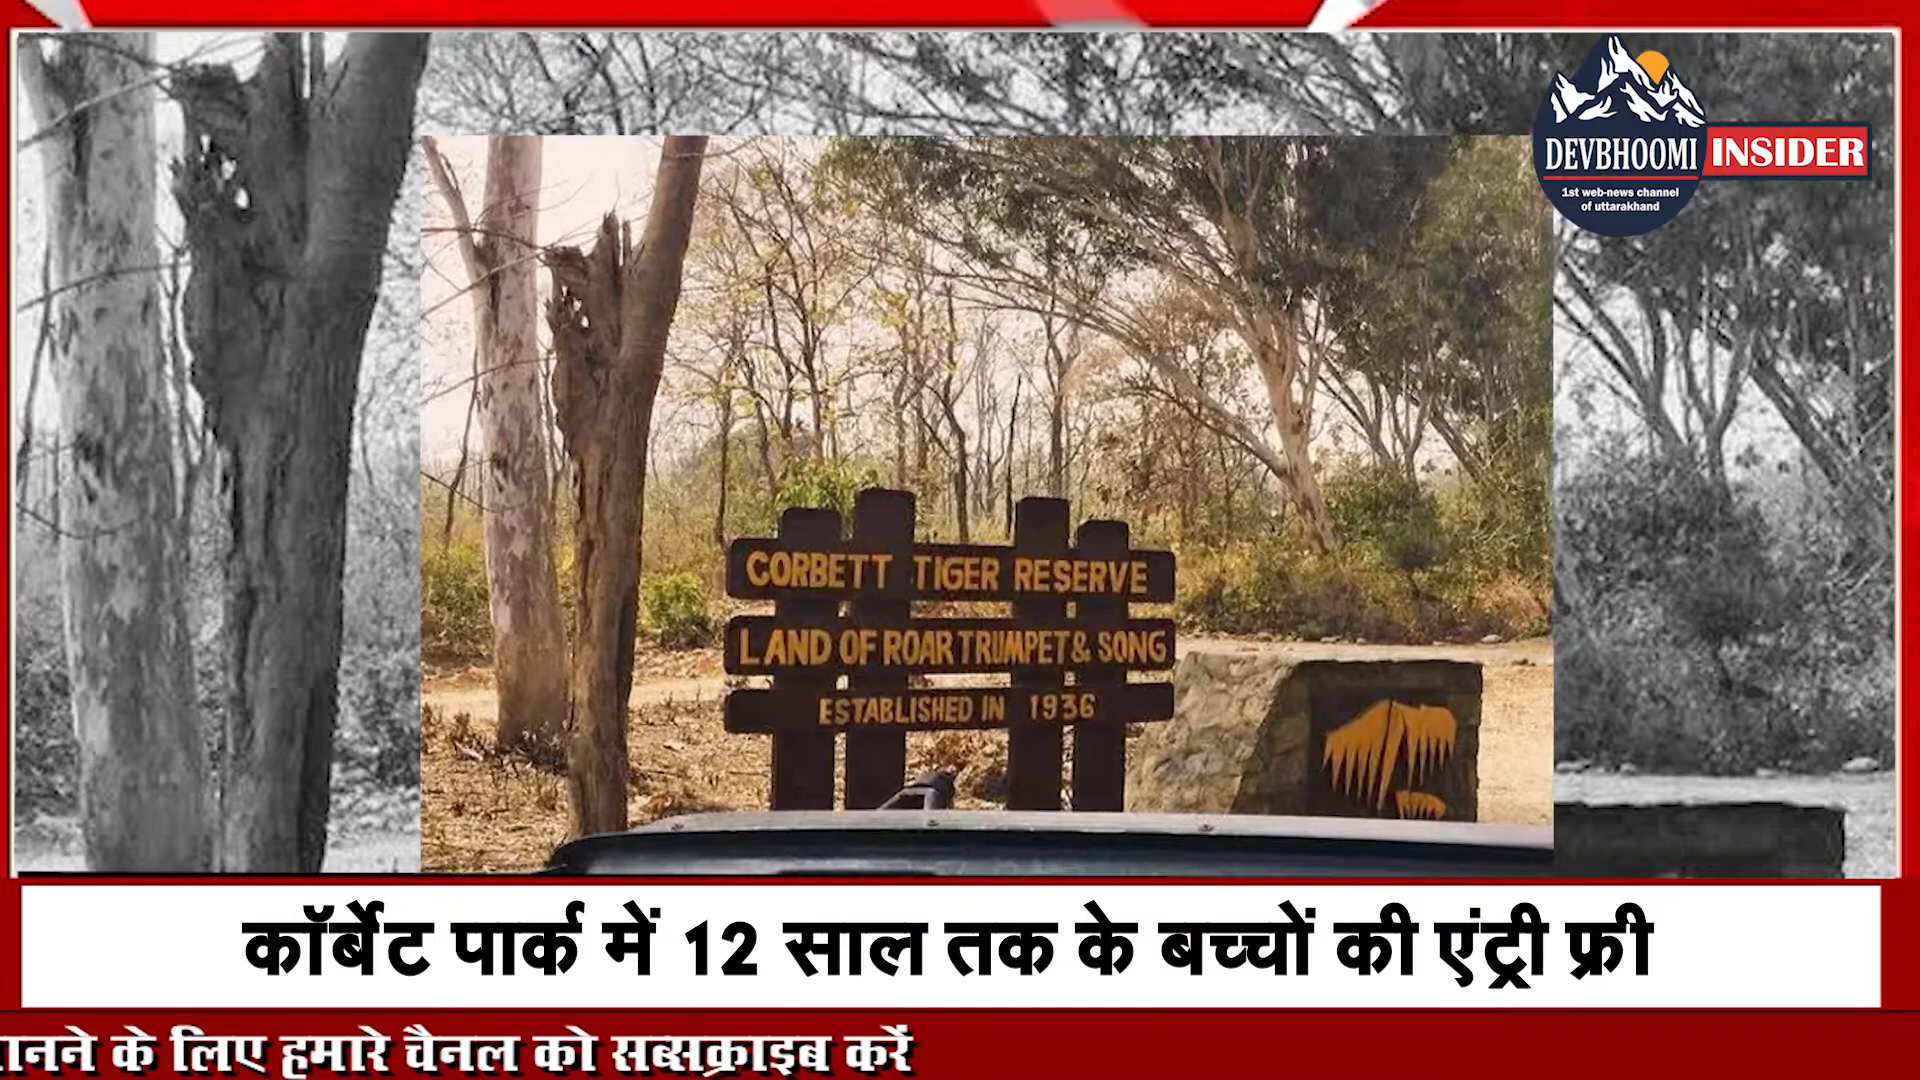 DEVBHOOMI INSIDER
1st web-news channel
of uttarakhand
CORBETT TIGER RESERVE
LAND OF ROAR TRUMPET & SONG
ESTABLISHED IN 1936
कॉर्बेट पार्क में 12 साल तक के बच्चों की एंट्री फ्री
के लिए हमारे चैनल को सब्सक्राइब करें